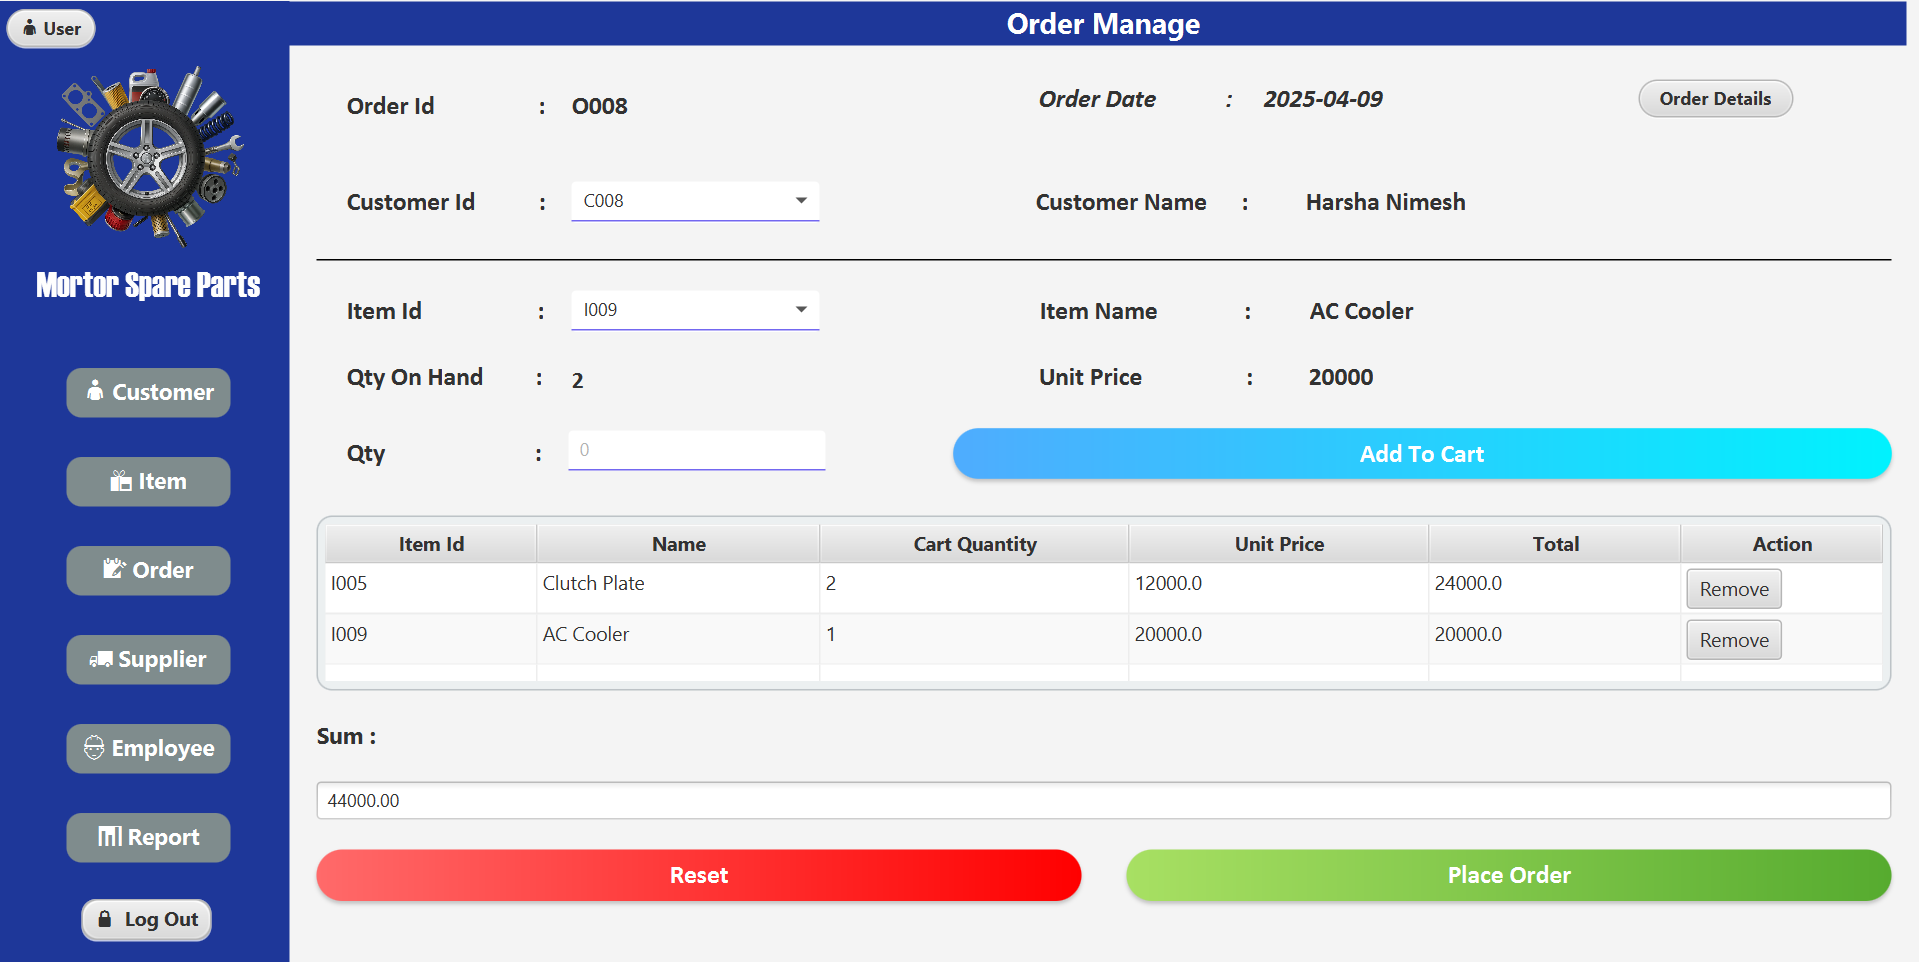 User
Order Manage
Order Id : O008
Order Date : 2025-04-09
Order Details
Customer Id : C008
Customer Name : Harsha Nimesh
Mortor Spare Parts
Item Id : I009
Item Name : AC Cooler
Qty On Hand : 2
Unit Price : 20000
Qty : 0
Add To Cart
Customer
Item
Order
Supplier
Employee
Report
Log Out
Item Id Name Cart Quantity Unit Price Total Action
I005 Clutch Plate 2 12000.0 24000.0 Remove
I009 AC Cooler 1 20000.0 20000.0 Remove
Sum :
44000.00
Reset
Place Order